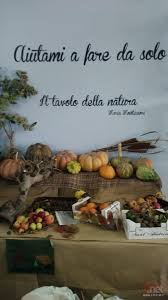 Aiutami a fare da solo
Il tavolo della natura
Maria Montessori